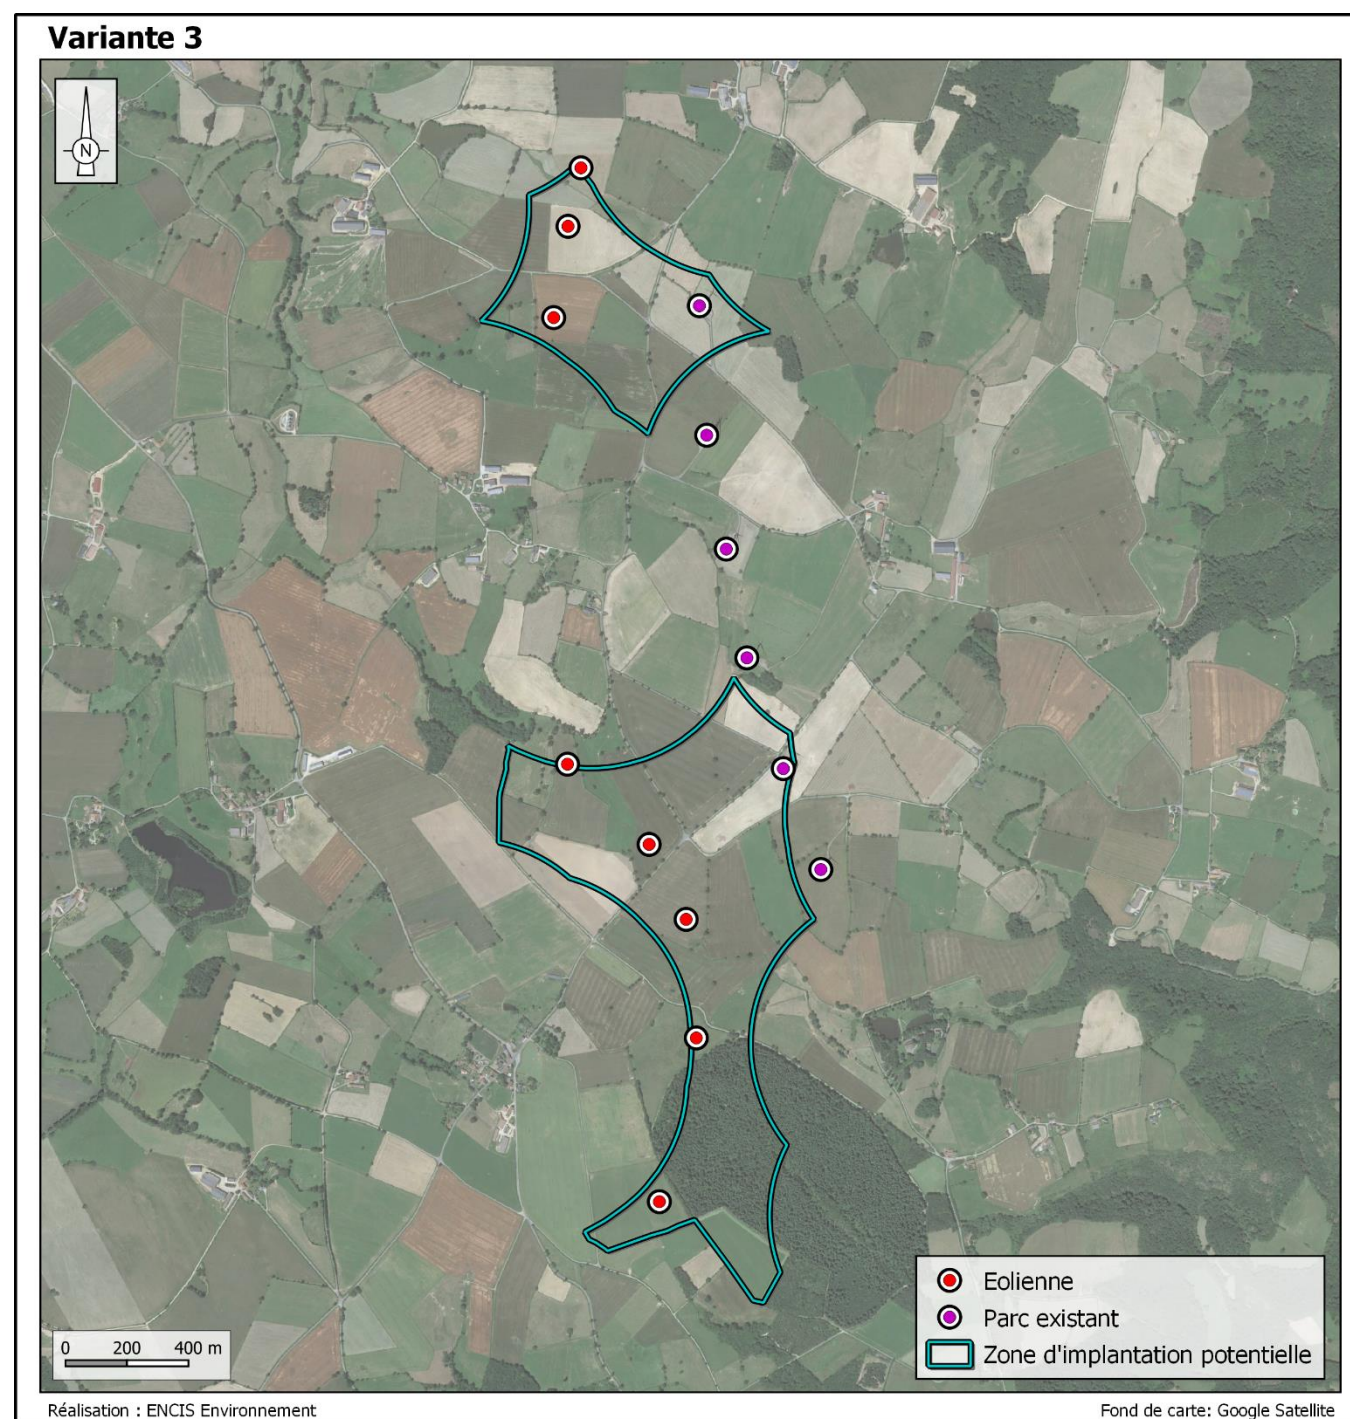 Variante 3
N
Eolienne
Parc existant
Zone d'implantation potentielle
0 200 400 m
Réalisation : ENCIS Environnement
Fond de carte: Google Satellite